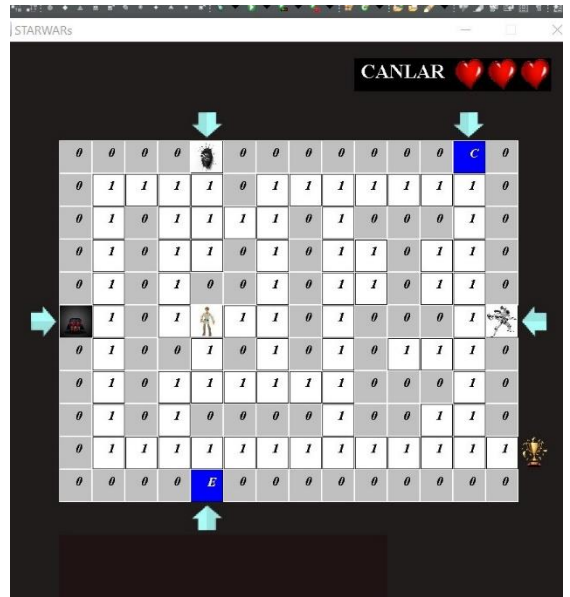 STARWARs
CANLAR
0 0 0 0 0 0 0 0 0 0 C 0
0 1 1 1 1 0 1 1 1 1 1 1 1 0
0 1 0 1 1 1 1 0 1 0 0 0 1 0
0 1 0 1 1 0 1 0 1 1 0 1 1 0
0 1 0 1 0 0 1 0 1 1 0 1 1 0
1 0 1 1 1 0 1 0 0 0 1
0 1 0 0 1 0 1 0 1 0 1 1 1 0
0 1 0 1 1 1 1 1 1 0 0 0 1 0
0 1 0 1 0 0 0 0 1 0 0 1 1 0
0 1 1 1 1 1 1 1 1 1 1 1 1 1
0 0 0 0 E 0 0 0 0 0 0 0 0 0